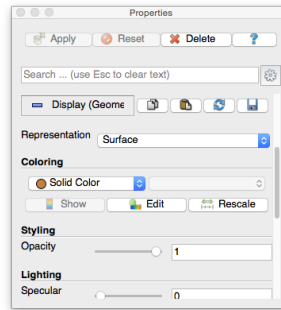 Properties
Apply Reset Delete ?
Search ... (use Esc to clear text)
Display (Geome
Representation Surface
Coloring
Solid Color
Show Edit Rescale
Styling
Opacity 1
Lighting
Specular 0